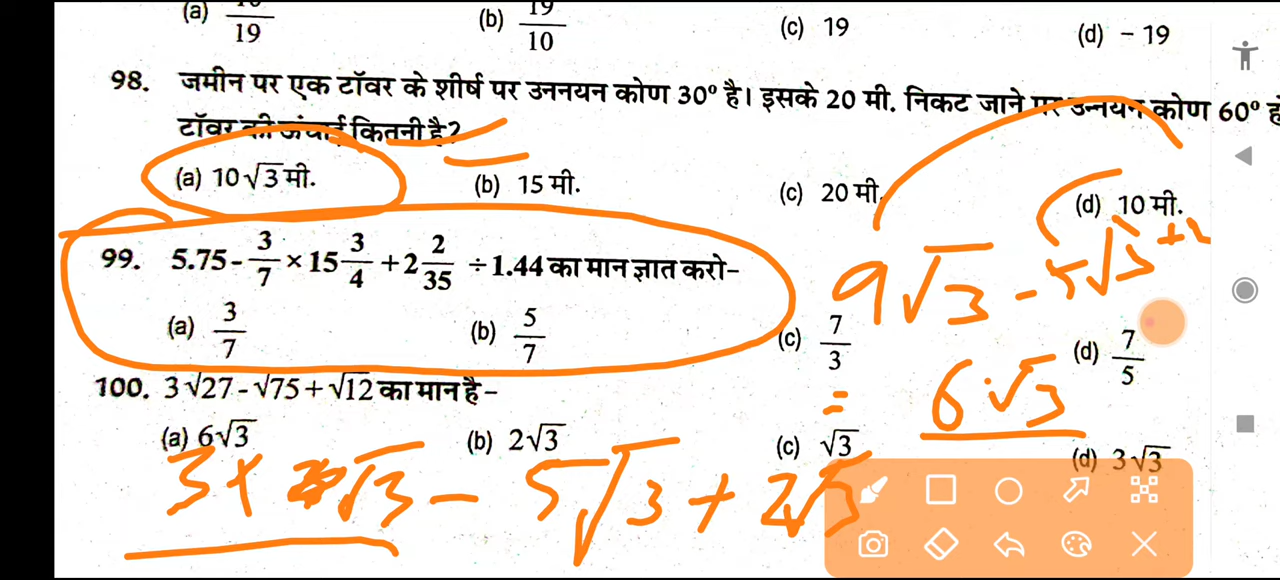 (a) 10/19 (b) 19/10 (c) 19 (d) - 19
98. जमीन पर एक टॉवर के शीर्ष पर उननयन कोण 30° है। इसके 20 मी. निकट जाने पर उन्नयन कोण 60° हो
टॉवर की ऊंचाई कितनी है?
(a) 10√3 मी. (b) 15 मी. (c) 20 मी. (d) 10 मी.
99. 5.75 - 3/7 × 15 3/4 + 2 2/35 ÷ 1.44 का मान ज्ञात करो-
9√3 - 5√3 +2
(a) 3/7 (b) 5/7 (c) 7/3 (d) 7/5
100. 3√27 - √75 + √12 का मान है-
= 6√3
(a) 6√3 (b) 2√3 (c) √3 (d) 3√3
3× √3 - 5√3 + 2√3